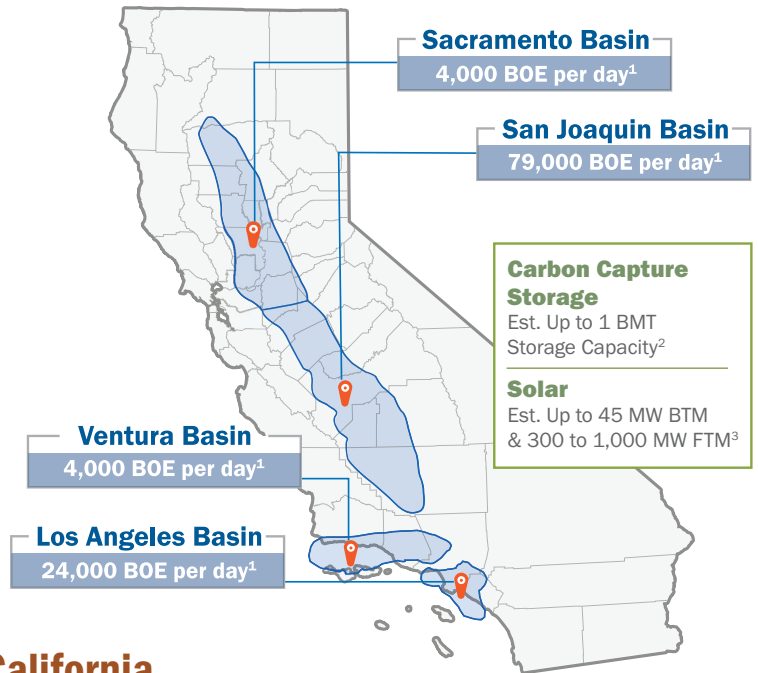 Sacramento Basin
4,000 BOE per day¹
San Joaquin Basin
79,000 BOE per day¹
Carbon Capture
Storage
Est. Up to 1 BMT
Storage Capacity²
Solar
Est. Up to 45 MW BTM
& 300 to 1,000 MW FTM³
Ventura Basin
4,000 BOE per day¹
Los Angeles Basin
24,000 BOE per day¹
California